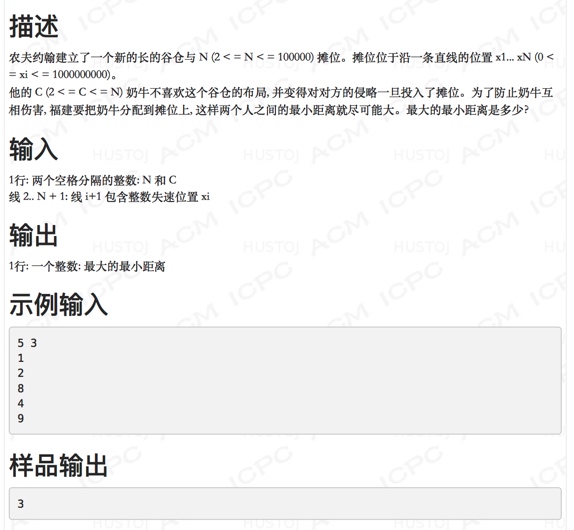 描述
农夫约翰建立了一个新的长的谷仓与 N (2 < = N < = 100000) 摊位。摊位位于沿一条直线的位置 x1... xN (0 <
= xi < = 1000000000)。
他的 C (2 < = C < = N) 奶牛不喜欢这个谷仓的布局, 并变得对对方的侵略一旦投入了摊位。为了防止奶牛互
相伤害, 福建要把奶牛分配到摊位上, 这样两个人之间的最小距离就尽可能大。最大的最小距离是多少?
输入
1行: 两个空格分隔的整数: N 和 C
线 2.. N + 1: 线 i+1 包含整数失速位置 xi
输出
1行: 一个整数: 最大的最小距离
示例输入
5 3
1
2
8
4
9
样品输出
3
HUSTOJ ACM ICPC